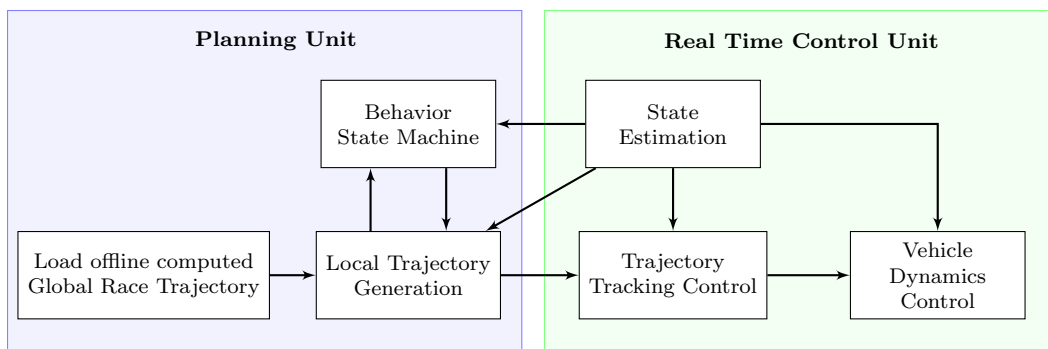 Planning Unit
Real Time Control Unit
Behavior
State Machine
State
Estimation
Load offline computed
Global Race Trajectory
Local Trajectory
Generation
Trajectory
Tracking Control
Vehicle
Dynamics
Control